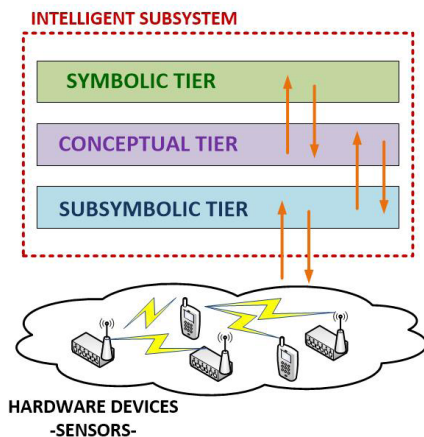 INTELLIGENT SUBSYSTEM
SYMBOLIC TIER
CONCEPTUAL TIER
SUBSYMBOLIC TIER
HARDWARE DEVICES
-SENSORS-